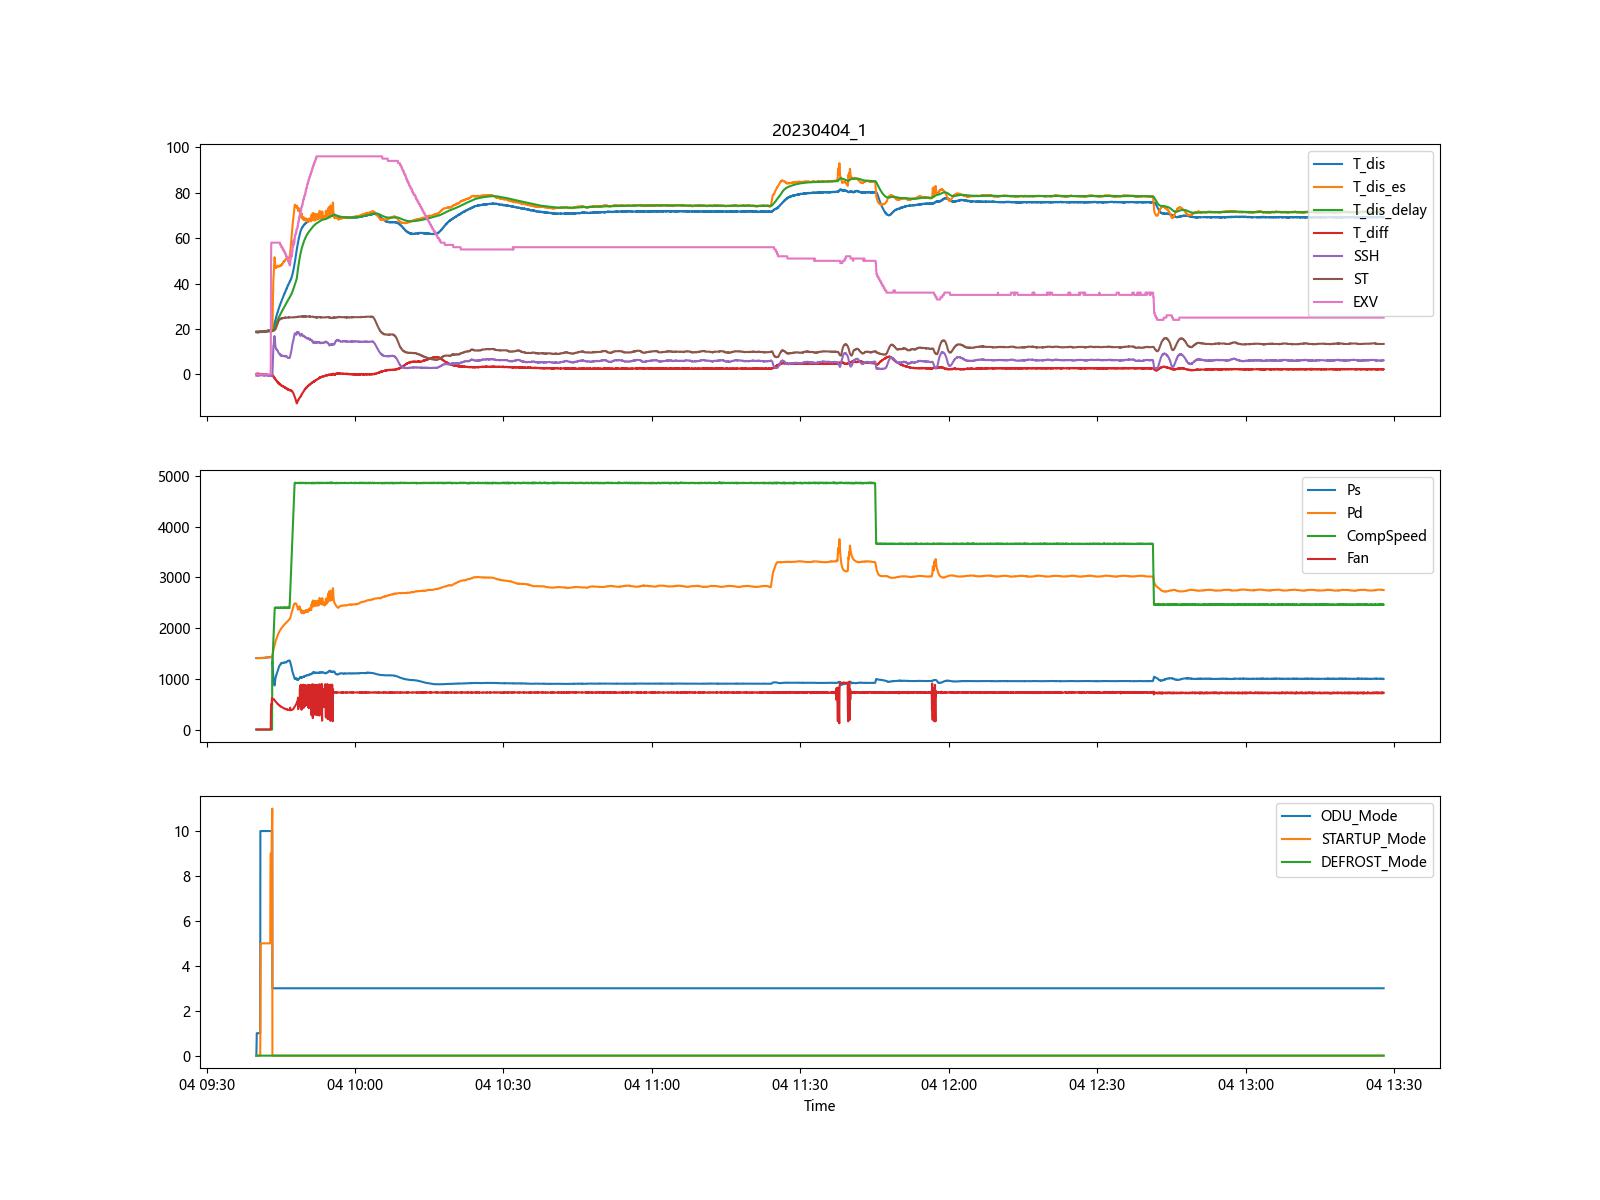 20230404_1
100
80
60
40
20
0
T_dis
T_dis_es
T_dis_delay
T_diff
SSH
ST
EXV
5000
4000
3000
2000
1000
0
Ps
Pd
CompSpeed
Fan
10
8
6
4
2
0
ODU_Mode
STARTUP_Mode
DEFROST_Mode
04 09:30 04 10:00 04 10:30 04 11:00 04 11:30 04 12:00 04 12:30 04 13:00 04 13:30
Time